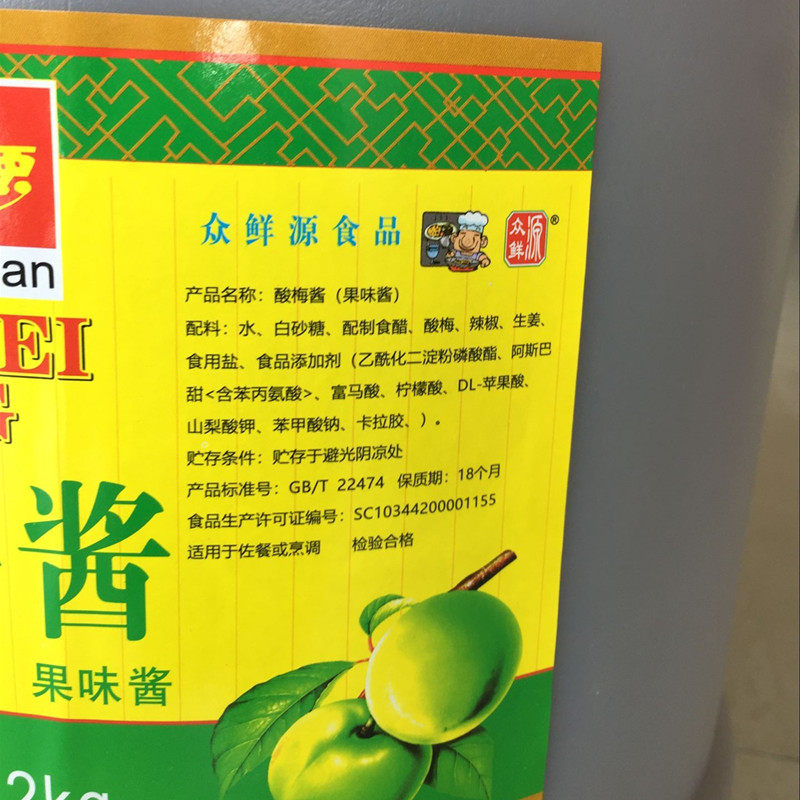 众鲜源食品
众鲜 源®
an
产品名称：酸梅酱（果味酱）
EI
配料：水、白砂糖、配制食醋、酸梅、辣椒、生姜、
食用盐、食品添加剂（乙酰化二淀粉磷酸酯、阿斯巴
甜<含苯丙氨酸>、富马酸、柠檬酸、DL-苹果酸、
G
山梨酸钾、苯甲酸钠、卡拉胶、）。
贮存条件：贮存于避光阴凉处
产品标准号：GB/T 22474 保质期：18个月
食品生产许可证编号：SC10344200001155
适用于佐餐或烹调 检验合格
酱
果味酱
2kg